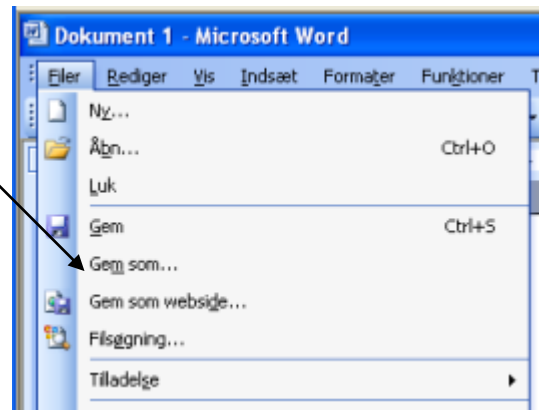 Dokument 1 - Microsoft Word
Filer Rediger Vis Indsæt Formater Funktioner
Ny...
Åbn... Ctrl+O
Luk
Gem Ctrl+S
Gem som...
Gem som webside...
Filsøgning...
Tilladelse